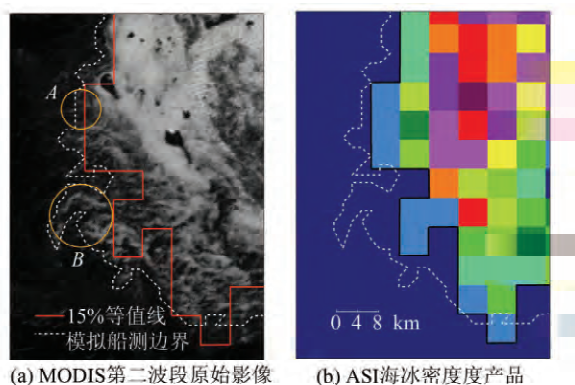 A
B
15%等值线
模拟船测边界
0 4 8 km
(a) MODIS第二波段原始影像
(b) ASI海冰密度度产品